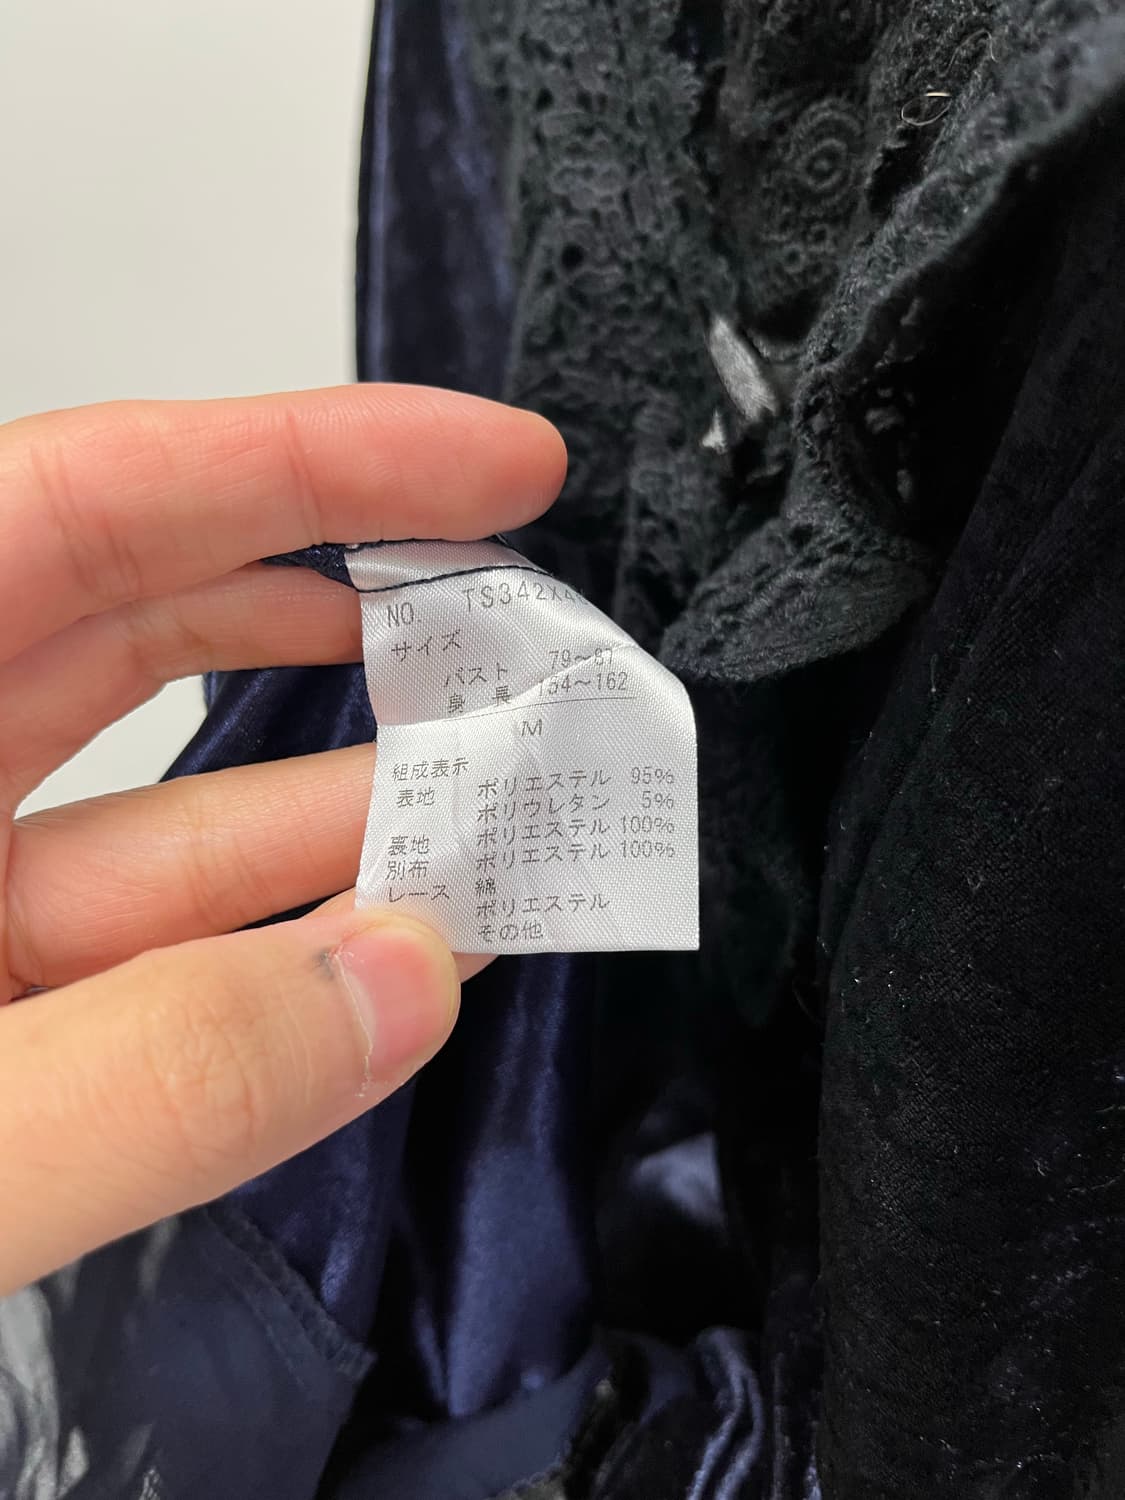 NO. TS342X4
サイズ
バスト 79〜87
身 長 154〜162
M
組成表示
表地 ポリエステル 95%
ポリウレタン 5%
裏地 ポリエステル 100%
別布 ポリエステル 100%
レース 綿
ポリエステル
その他